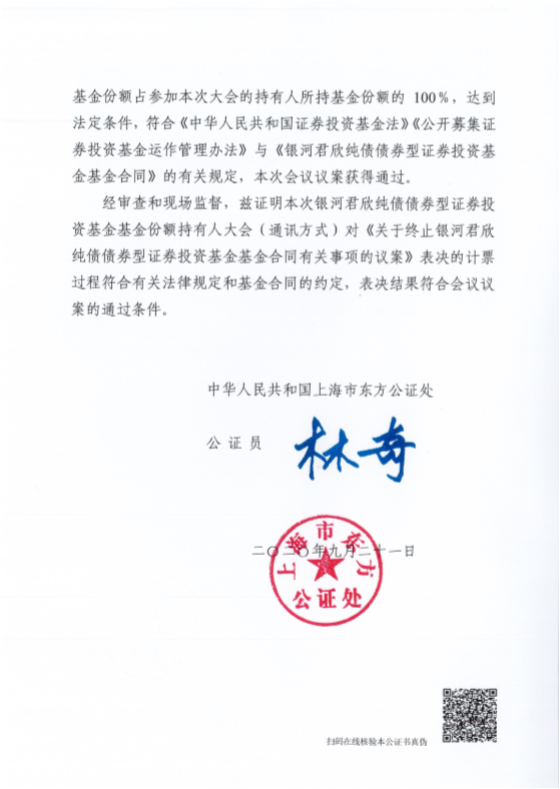 基金份额占参加本次大会的持有人所持基金份额的 100%，达到
法定条件，符合《中华人民共和国证券投资基金法》《公开募集证
券投资基金运作管理办法》与《银河君欣纯债债券型证券投资基
金基金合同》的有关规定，本次会议议案获得通过。
经审查和现场监督，兹证明本次银河君欣纯债债券型证券投
资基金基金份额持有人大会（通讯方式）对《关于终止银河君欣
纯债债券型证券投资基金基金合同有关事项的议案》表决的计票
过程符合有关法律规定和基金合同的约定，表决结果符合会议议
案的通过条件。
中华人民共和国上海市东方公证处
公证员 林奇
二〇二〇年九月二十一日
上海市东方
公证处
扫码在线核验本公证书真伪